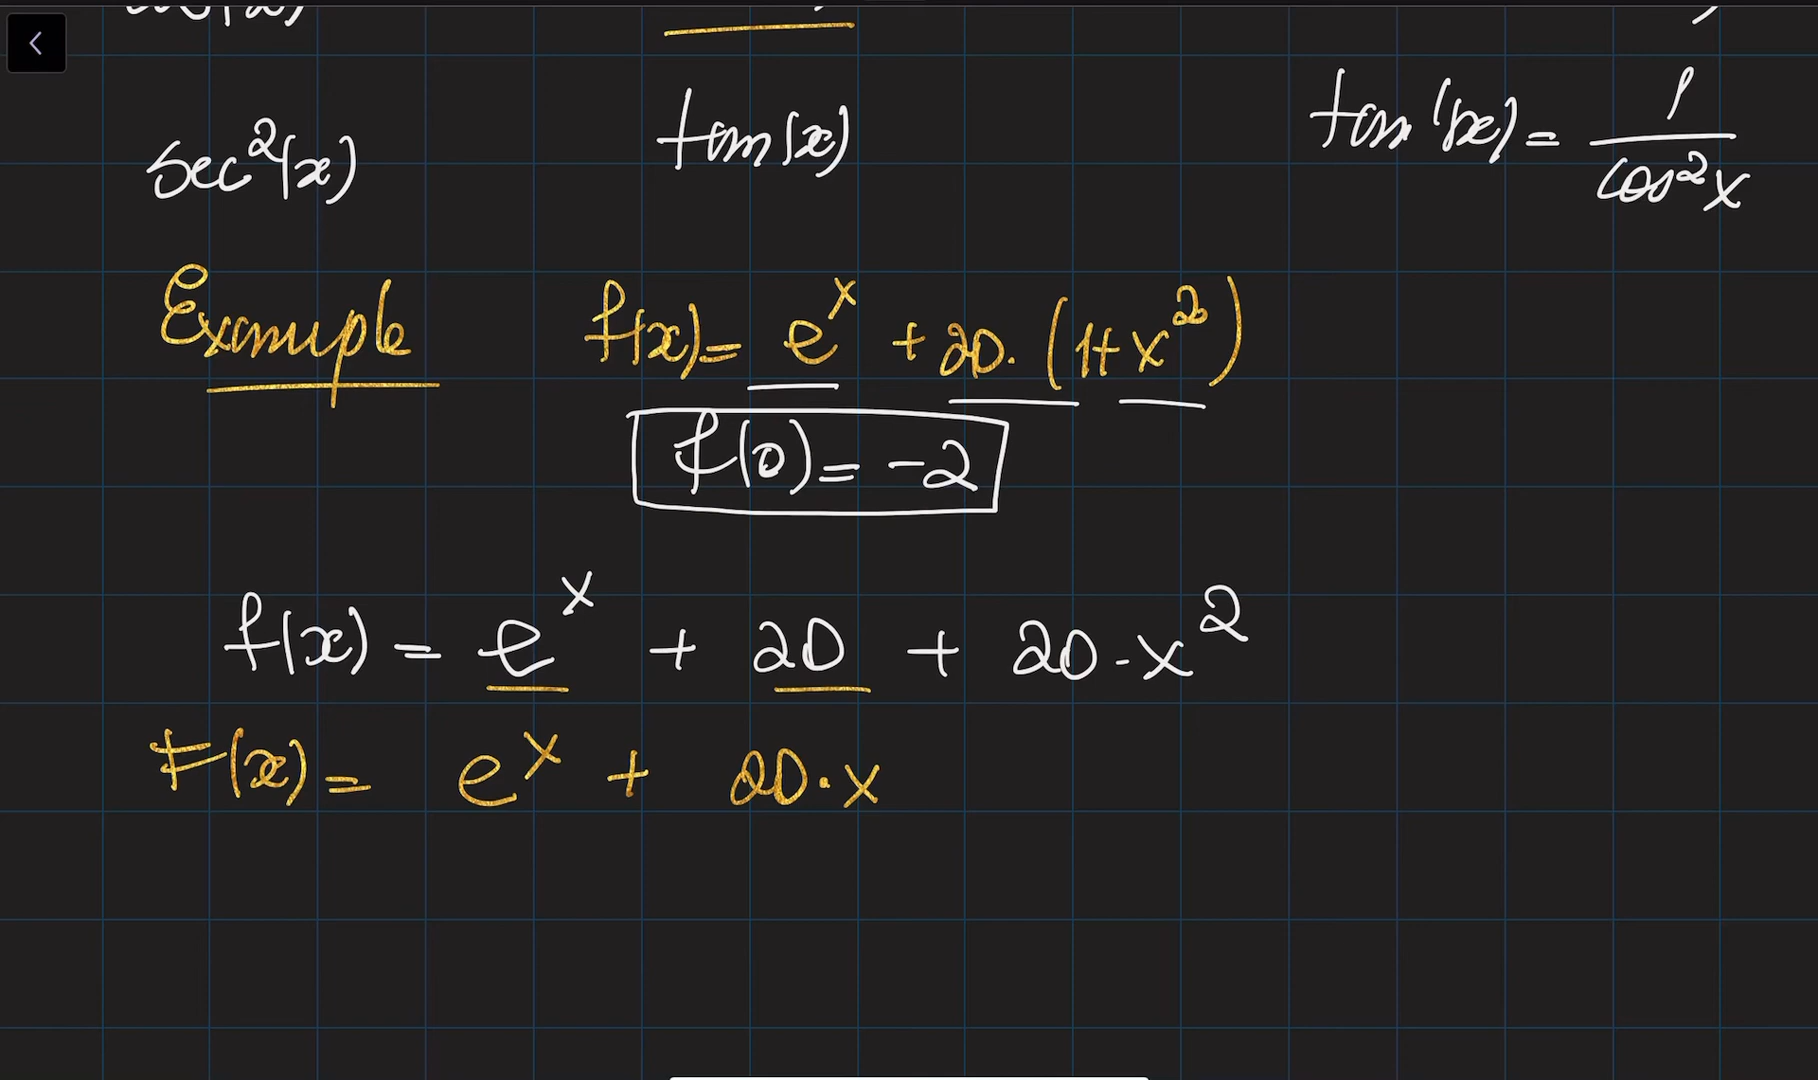 sec²(x) tan(x) tan'(x) = 1/cos²x
Example f(x) = e^x + 20. (1+x²)
f(0) = -2
f(x) = e^x + 20 + 20·x²
F(x) = e^x + 20·x